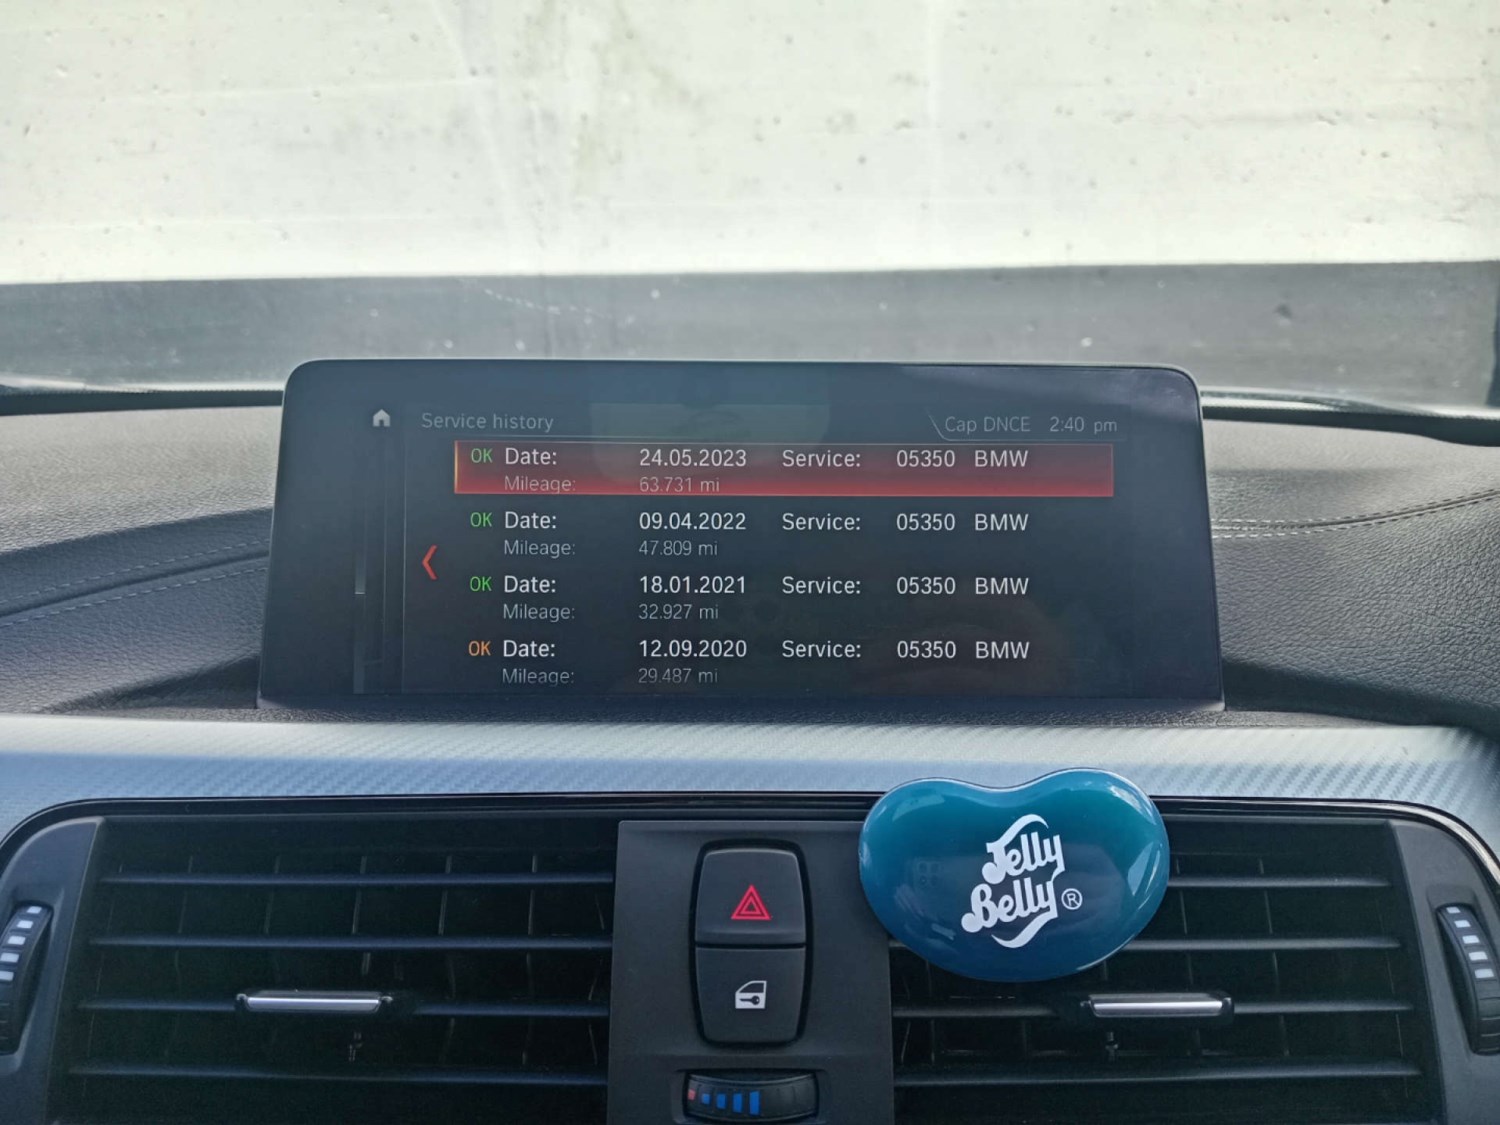 Service history
Cap DNCE 2:40 pm
OK Date: 24.05.2023 Service: 05350 BMW
Mileage: 63.731 mi
OK Date: 09.04.2022 Service: 05350 BMW
Mileage: 47.809 mi
OK Date: 18.01.2021 Service: 05350 BMW
Mileage: 32.927 mi
OK Date: 12.09.2020 Service: 05350 BMW
Mileage: 29.487 mi
Jelly
Belly®